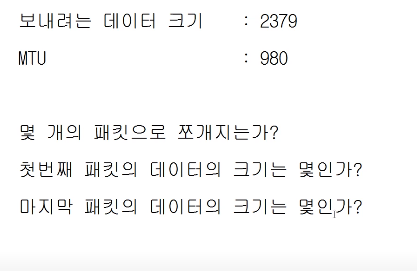 보내려는 데이터 크기 : 2379
MTU : 980
몇 개의 패킷으로 쪼개지는가?
첫번째 패킷의 데이터의 크기는 몇인가?
마지막 패킷의 데이터의 크기는 몇인가?